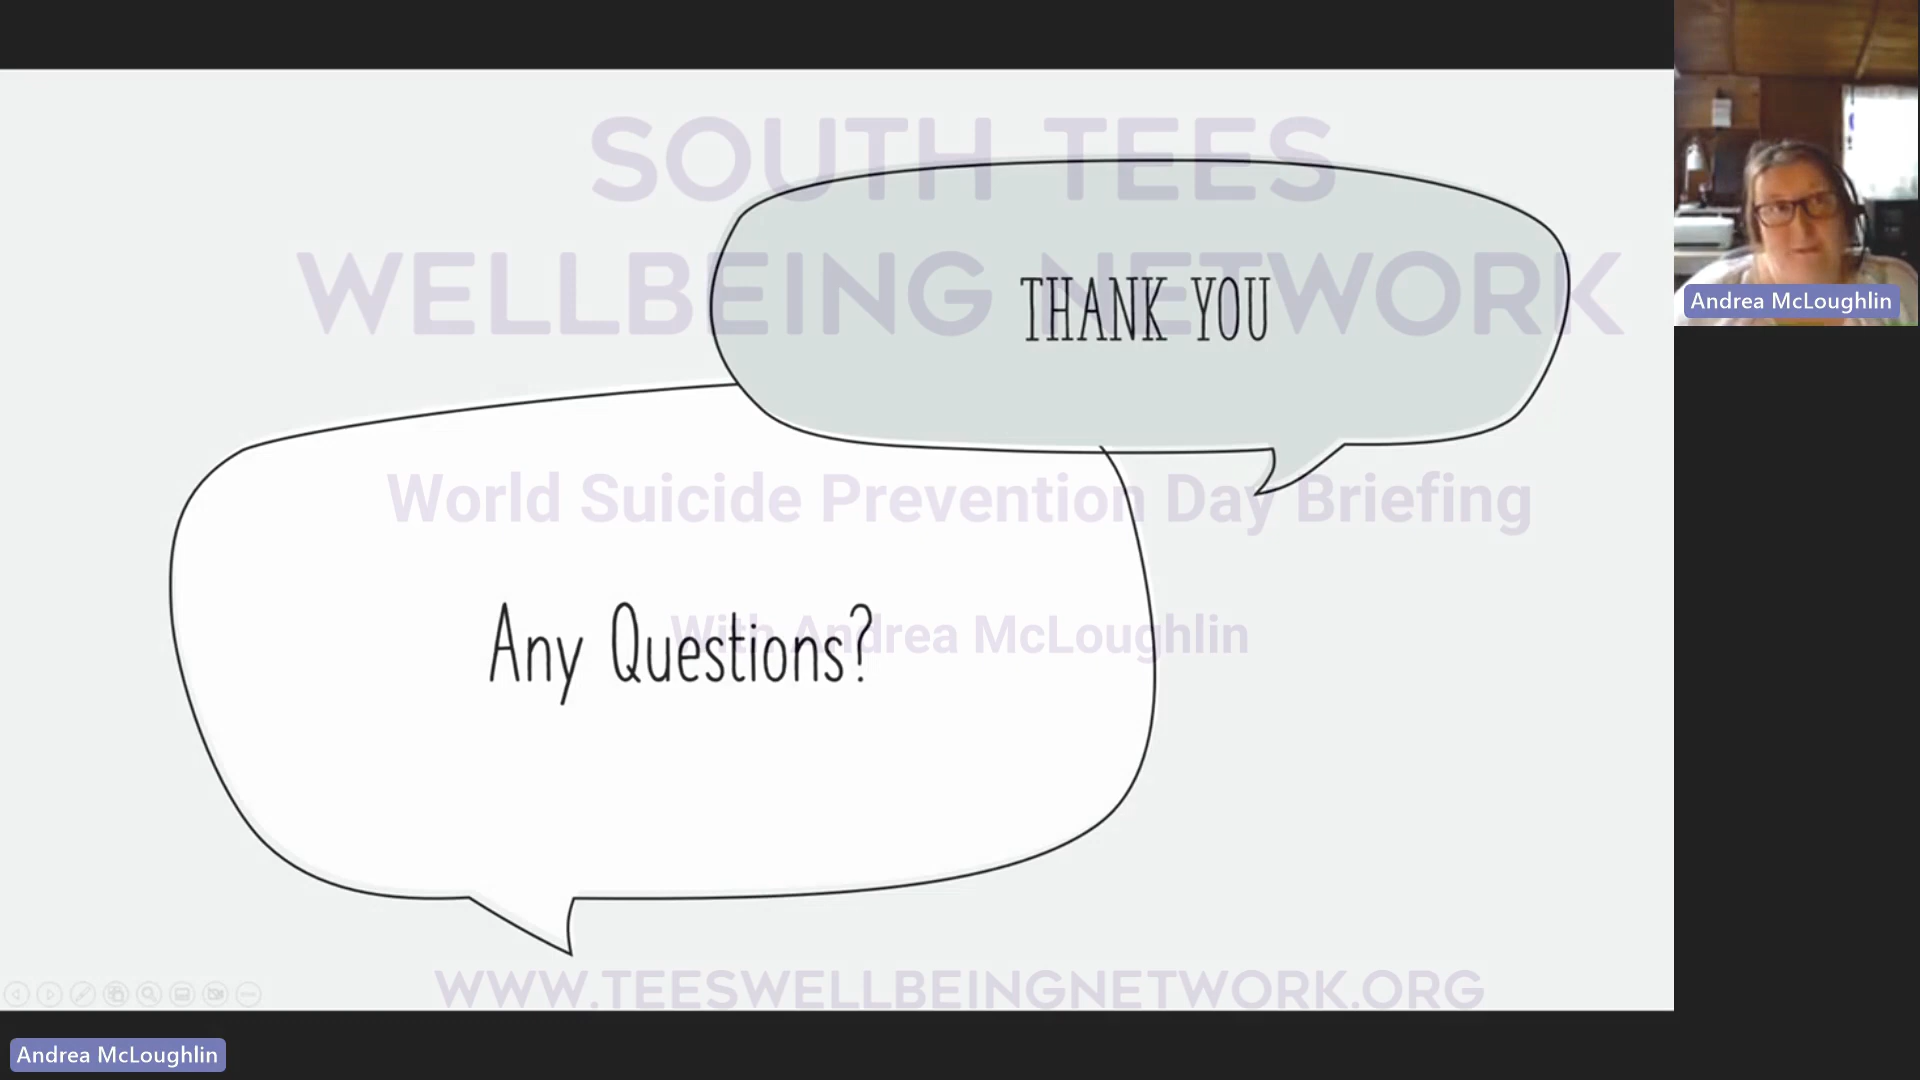 SOUTH TEES
WELLBEING NETWORK
THANK YOU
World Suicide Prevention Day Briefing
Any Questions?
With Andrea McLoughlin
WWW.TEESWELLBEINGNETWORK.ORG
Andrea McLoughlin
Andrea McLoughlin